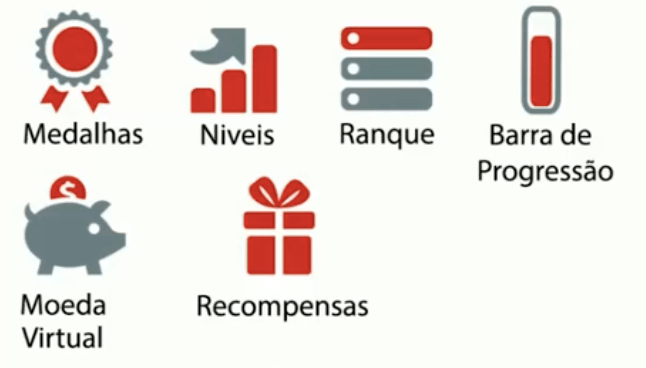 Medalhas
Niveis
Ranque
Barra de
Progressão
$
Moeda
Virtual
Recompensas